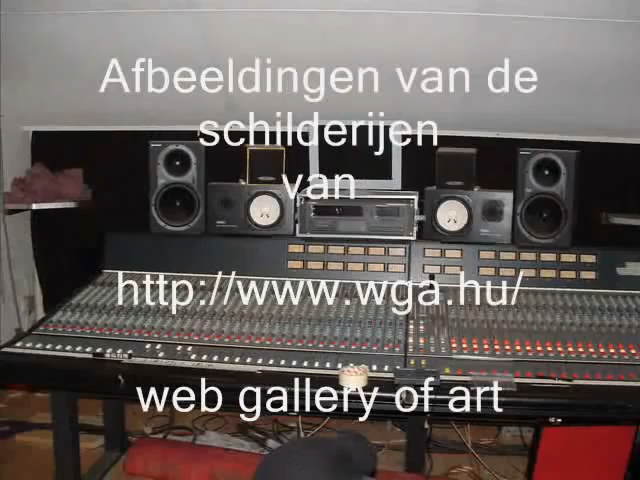 Afbeeldingen van de
schilderijen
van
http://www.wga.hu/
web gallery of art